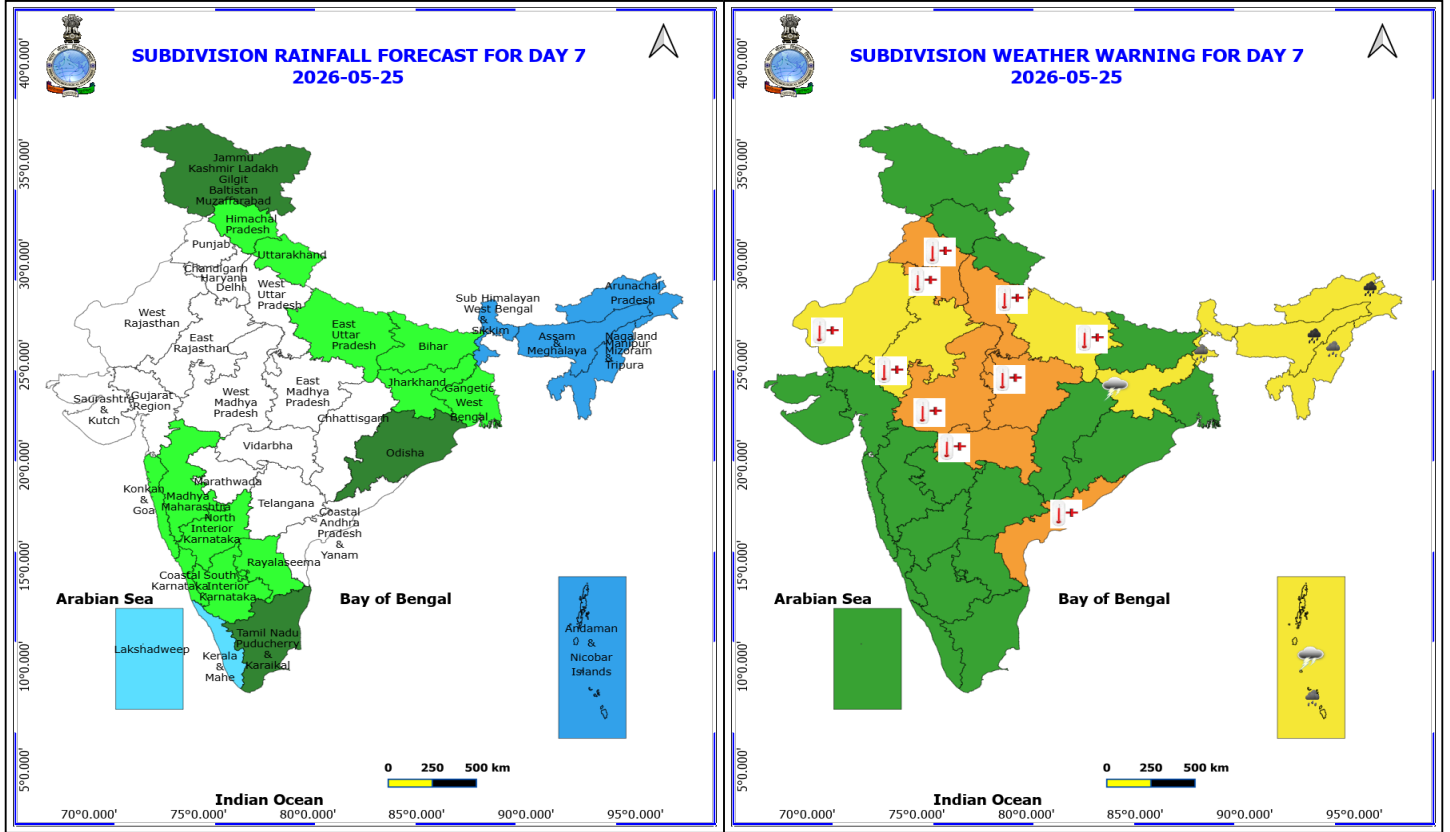 SUBDIVISION RAINFALL FORECAST FOR DAY 7
2026-05-25
40°0.000'
35°0.000'
30°0.000'
25°0.000'
20°0.000'
15°0.000'
10°0.000'
5°0.000'
Jammu
Kashmir Ladakh
Gilgit
Baltistan
Muzaffarabad
Himachal
Pradesh
Punjab
Uttarakhand
Chandigarh
Haryana
Delhi
West
Uttar
Pradesh
West
Rajasthan
East
Rajasthan
East
Uttar
Pradesh
Bihar
Sub Himalayan
West Bengal
&
Sikkim
Arunachal
Pradesh
Assam
&
Meghalaya
Nagaland
Manipur
Mizoram
&
Tripura
Jharkhand
Gangetic
West
Bengal
Saurashtra
&
Kutch
Gujarat
Region
West
Madhya
Pradesh
East
Madhya
Pradesh
Chhattisgarh
Vidarbha
Odisha
Konkan
&
Goa
Madhya
Maharashtra
Marathwada
Telangana
North
Interior
Karnataka
Coastal
Andhra
Pradesh
&
Yanam
Rayalaseema
Coastal
Karnataka
South
Interior
Karnataka
Arabian Sea
Bay of Bengal
Lakshadweep
Kerala
&
Mahe
Tamil Nadu
Puducherry
&
Karaikal
Andaman
&
Nicobar
Islands
0 250 500 km
Indian Ocean
70°0.000' 75°0.000' 80°0.000' 85°0.000' 90°0.000' 95°0.000'
SUBDIVISION WEATHER WARNING FOR DAY 7
2026-05-25
40°0.000'
35°0.000'
30°0.000'
25°0.000'
20°0.000'
15°0.000'
10°0.000'
5°0.000'
Arabian Sea
Bay of Bengal
0 250 500 km
Indian Ocean
70°0.000' 75°0.000' 80°0.000' 85°0.000' 90°0.000' 95°0.000'